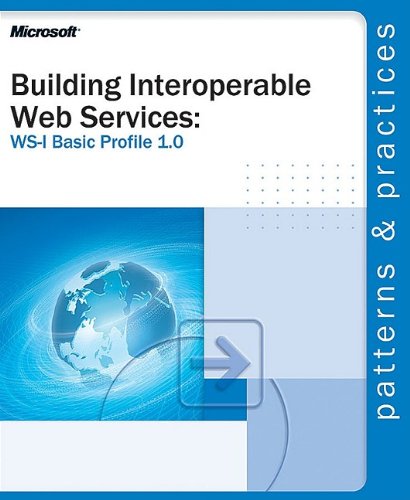 Microsoft®
Building Interoperable
Web Services:
WS-I Basic Profile 1.0
patterns & practices